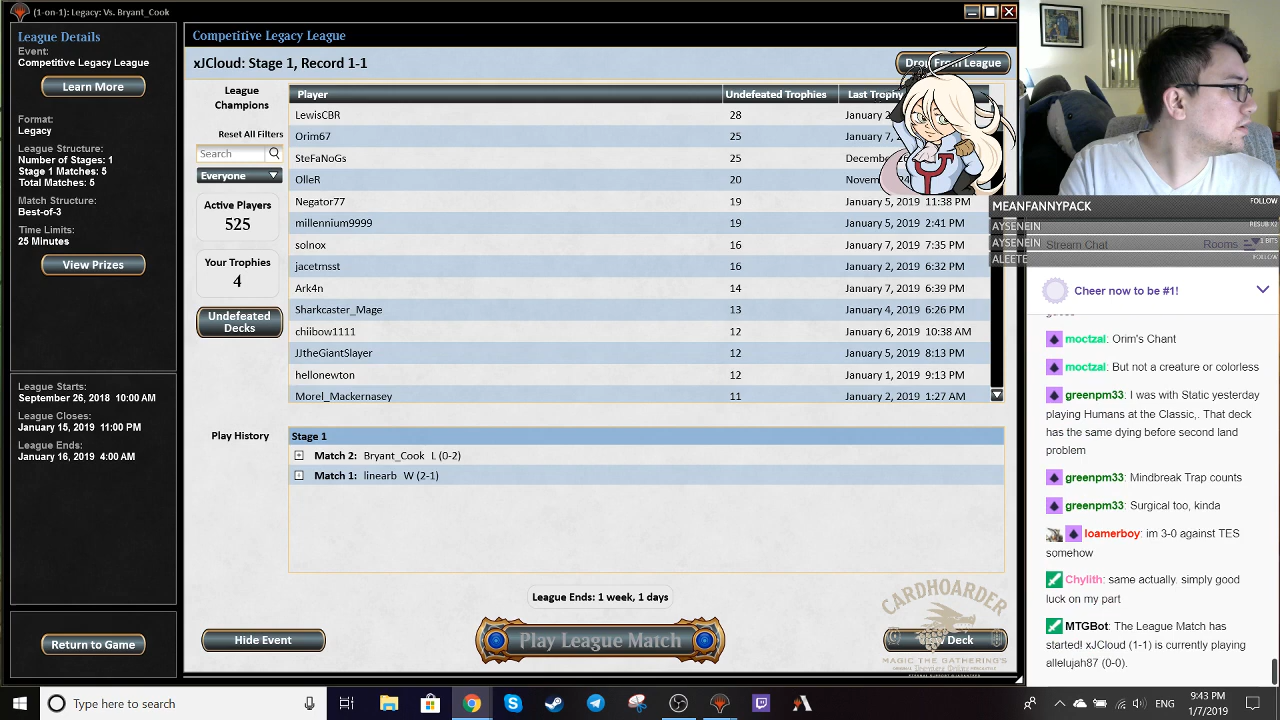 (1-on-1): Legacy: Vs. Bryant_Cook
League Details
Event:
Competitive Legacy League
Learn More
Format:
Legacy
League Structure:
Number of Stages: 1
Stage 1 Matches: 5
Total Matches: 5
Match Structure:
Best-of-3
Time Limits:
25 Minutes
View Prizes
League Starts:
September 26, 2018 10:00 AM
League Closes:
January 15, 2019 11:00 PM
League Ends:
January 16, 2019 4:00 AM
Return to Game
Competitive Legacy League
xJCloud: Stage 1, Record 1-1
From League
League
Champions
Reset All Filters
Search
Everyone
Active Players
525
Your Trophies
4
Undefeated
Decks
Player Undefeated Trophies Last Trophy
LewisCBR 28 January 2
Orim67 25 January 7,
SteFaNoGs 25
OlleR 20
Negator77 19 January 5, 2019 11:38 PM
millennium9999 19 January 5, 2019 2:41 PM
solnox 16 January 7, 2019 7:35 PM
jacetmsst 16 January 2, 2019 6:32 PM
Ark4n 14 January 7, 2019 6:39 PM
Sharkcaster_Mage 13 January 4, 2019 6:26 PM
chiibow1111 12 January 6, 2019 10:38 AM
JJtheGiantSlayer 12 January 5, 2019 8:13 PM
hellonewton 12 January 1, 2019 9:13 PM
Morel_Mackernasey 11 January 2, 2019 1:27 AM
Play History
Stage 1
Match 2: Bryant_Cook L (0-2)
Match 1: linearb W (2-1)
League Ends: 1 week, 1 days
Hide Event
Play League Match
Deck
CARDHOARDER
MAGIC THE GATHERING'S
MEANFANNYPACK FOLLOW
AYSENEIN
AYSENEIN
ALEETE FOLLOW
Stream Chat Rooms
Cheer now to be #1!
moctzal: Orim's Chant
moctzal: But not a creature or colorless
greenpm33: I was with Static yesterday
playing Humans at the Classic,. That deck
has the same dying before second land
problem
greenpm33: Mindbreak Trap counts
greenpm33: Surgical too, kinda
loamerboy: im 3-0 against TES
somehow
Chylith: same actually. simply good
luck on my part
MTGBot: The League Match has
started! xJCloud (1-1) is currently playing
allelujah87 (0-0).
Type here to search
ENG
9:43 PM
1/7/2019